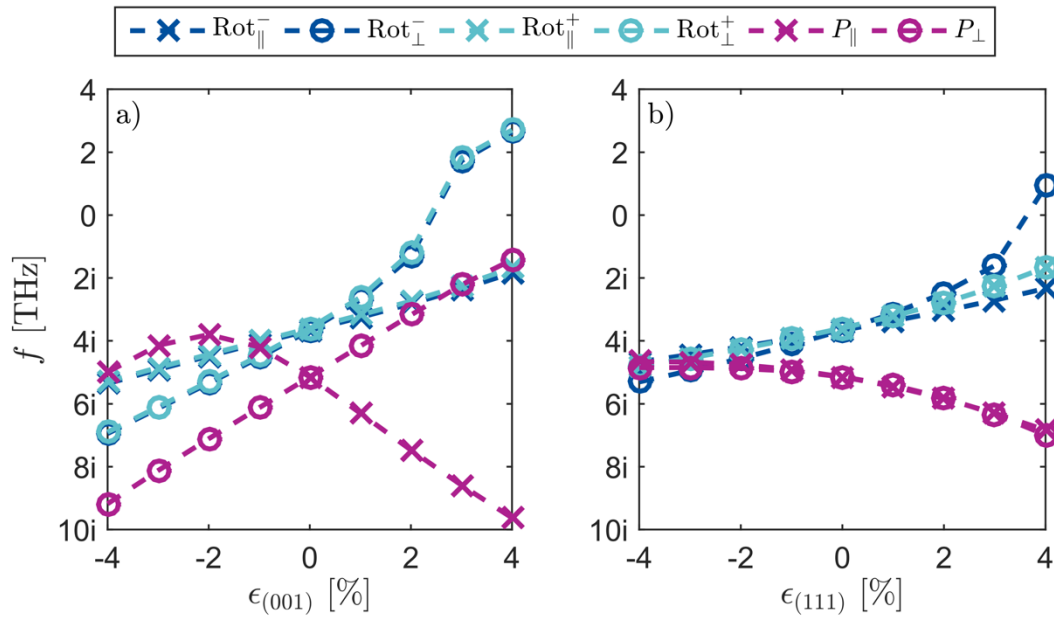 Rot∥⁻ Rot⊥⁻ Rot∥⁺ Rot⊥⁺ P∥ P⊥
a)
b)
4
2
0
2i
4i
6i
8i
10i
f [THz]
-4 -2 0 2 4
ϵ(001) [%]
4
2
0
2i
4i
6i
8i
10i
-4 -2 0 2 4
ϵ(111) [%]